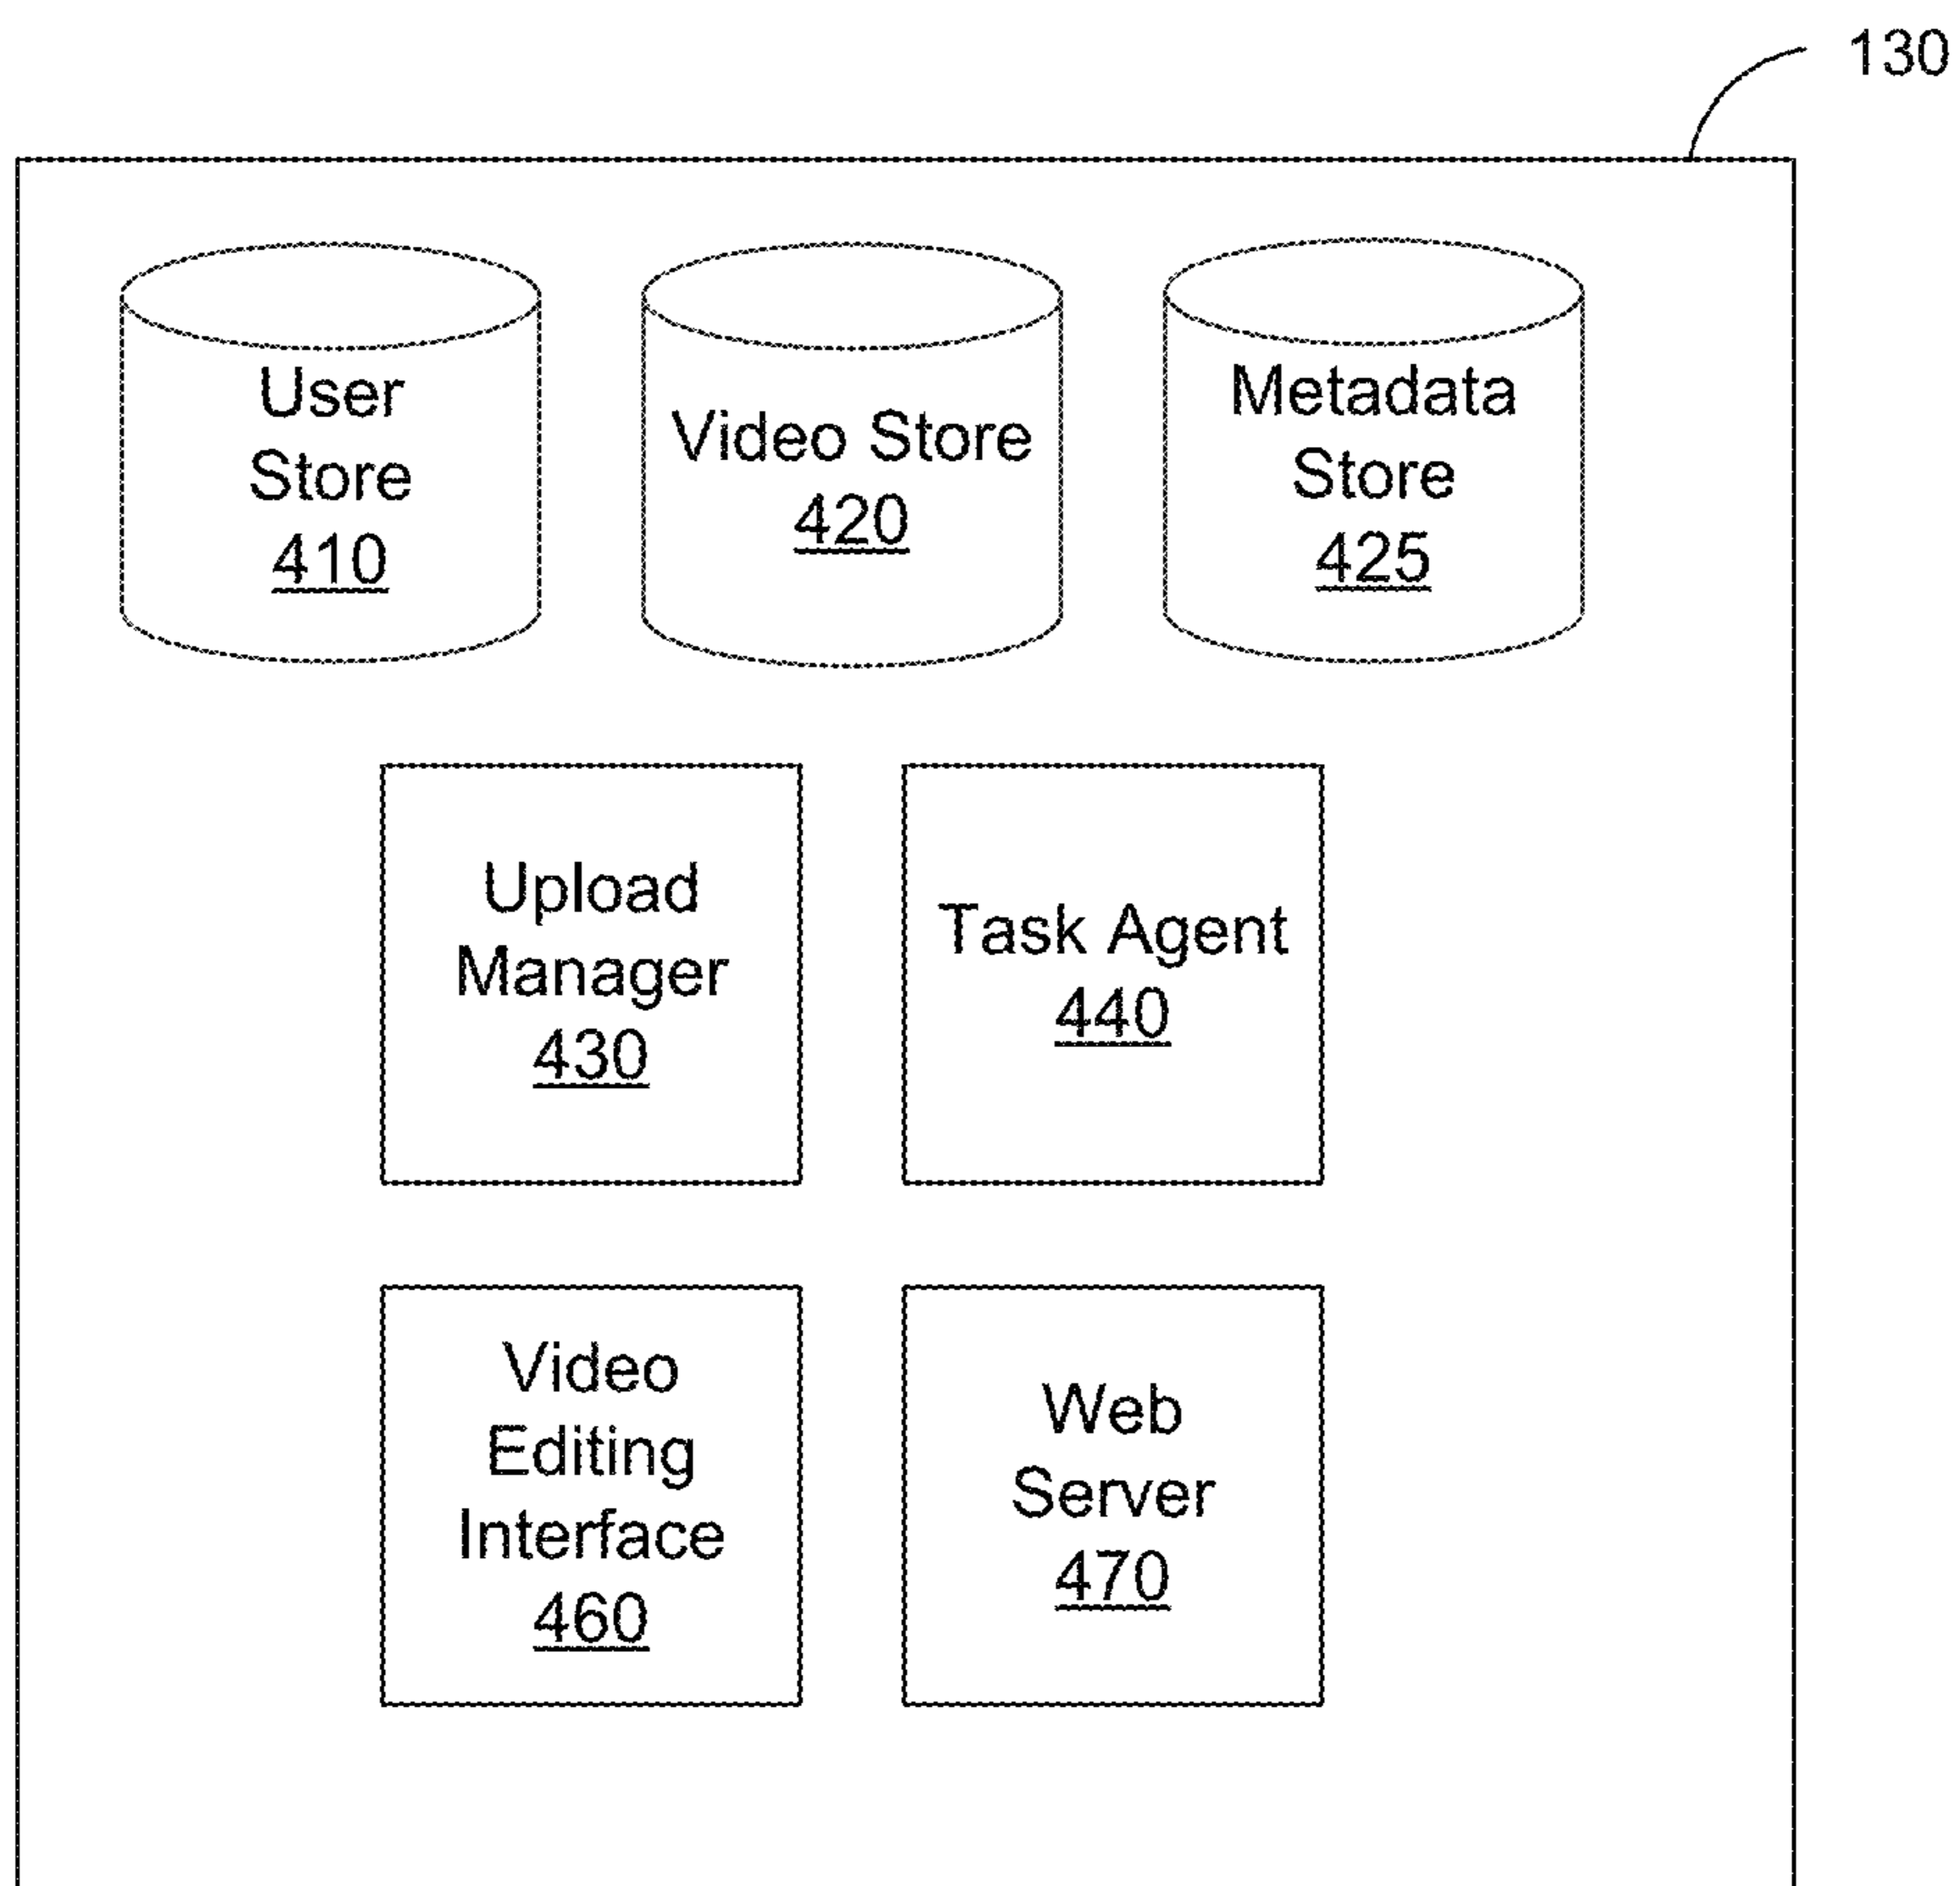 130
User
Store
410
Video Store
420
Metadata
Store
425
Upload
Manager
430
Task Agent
440
Video
Editing
Interface
460
Web
Server
470